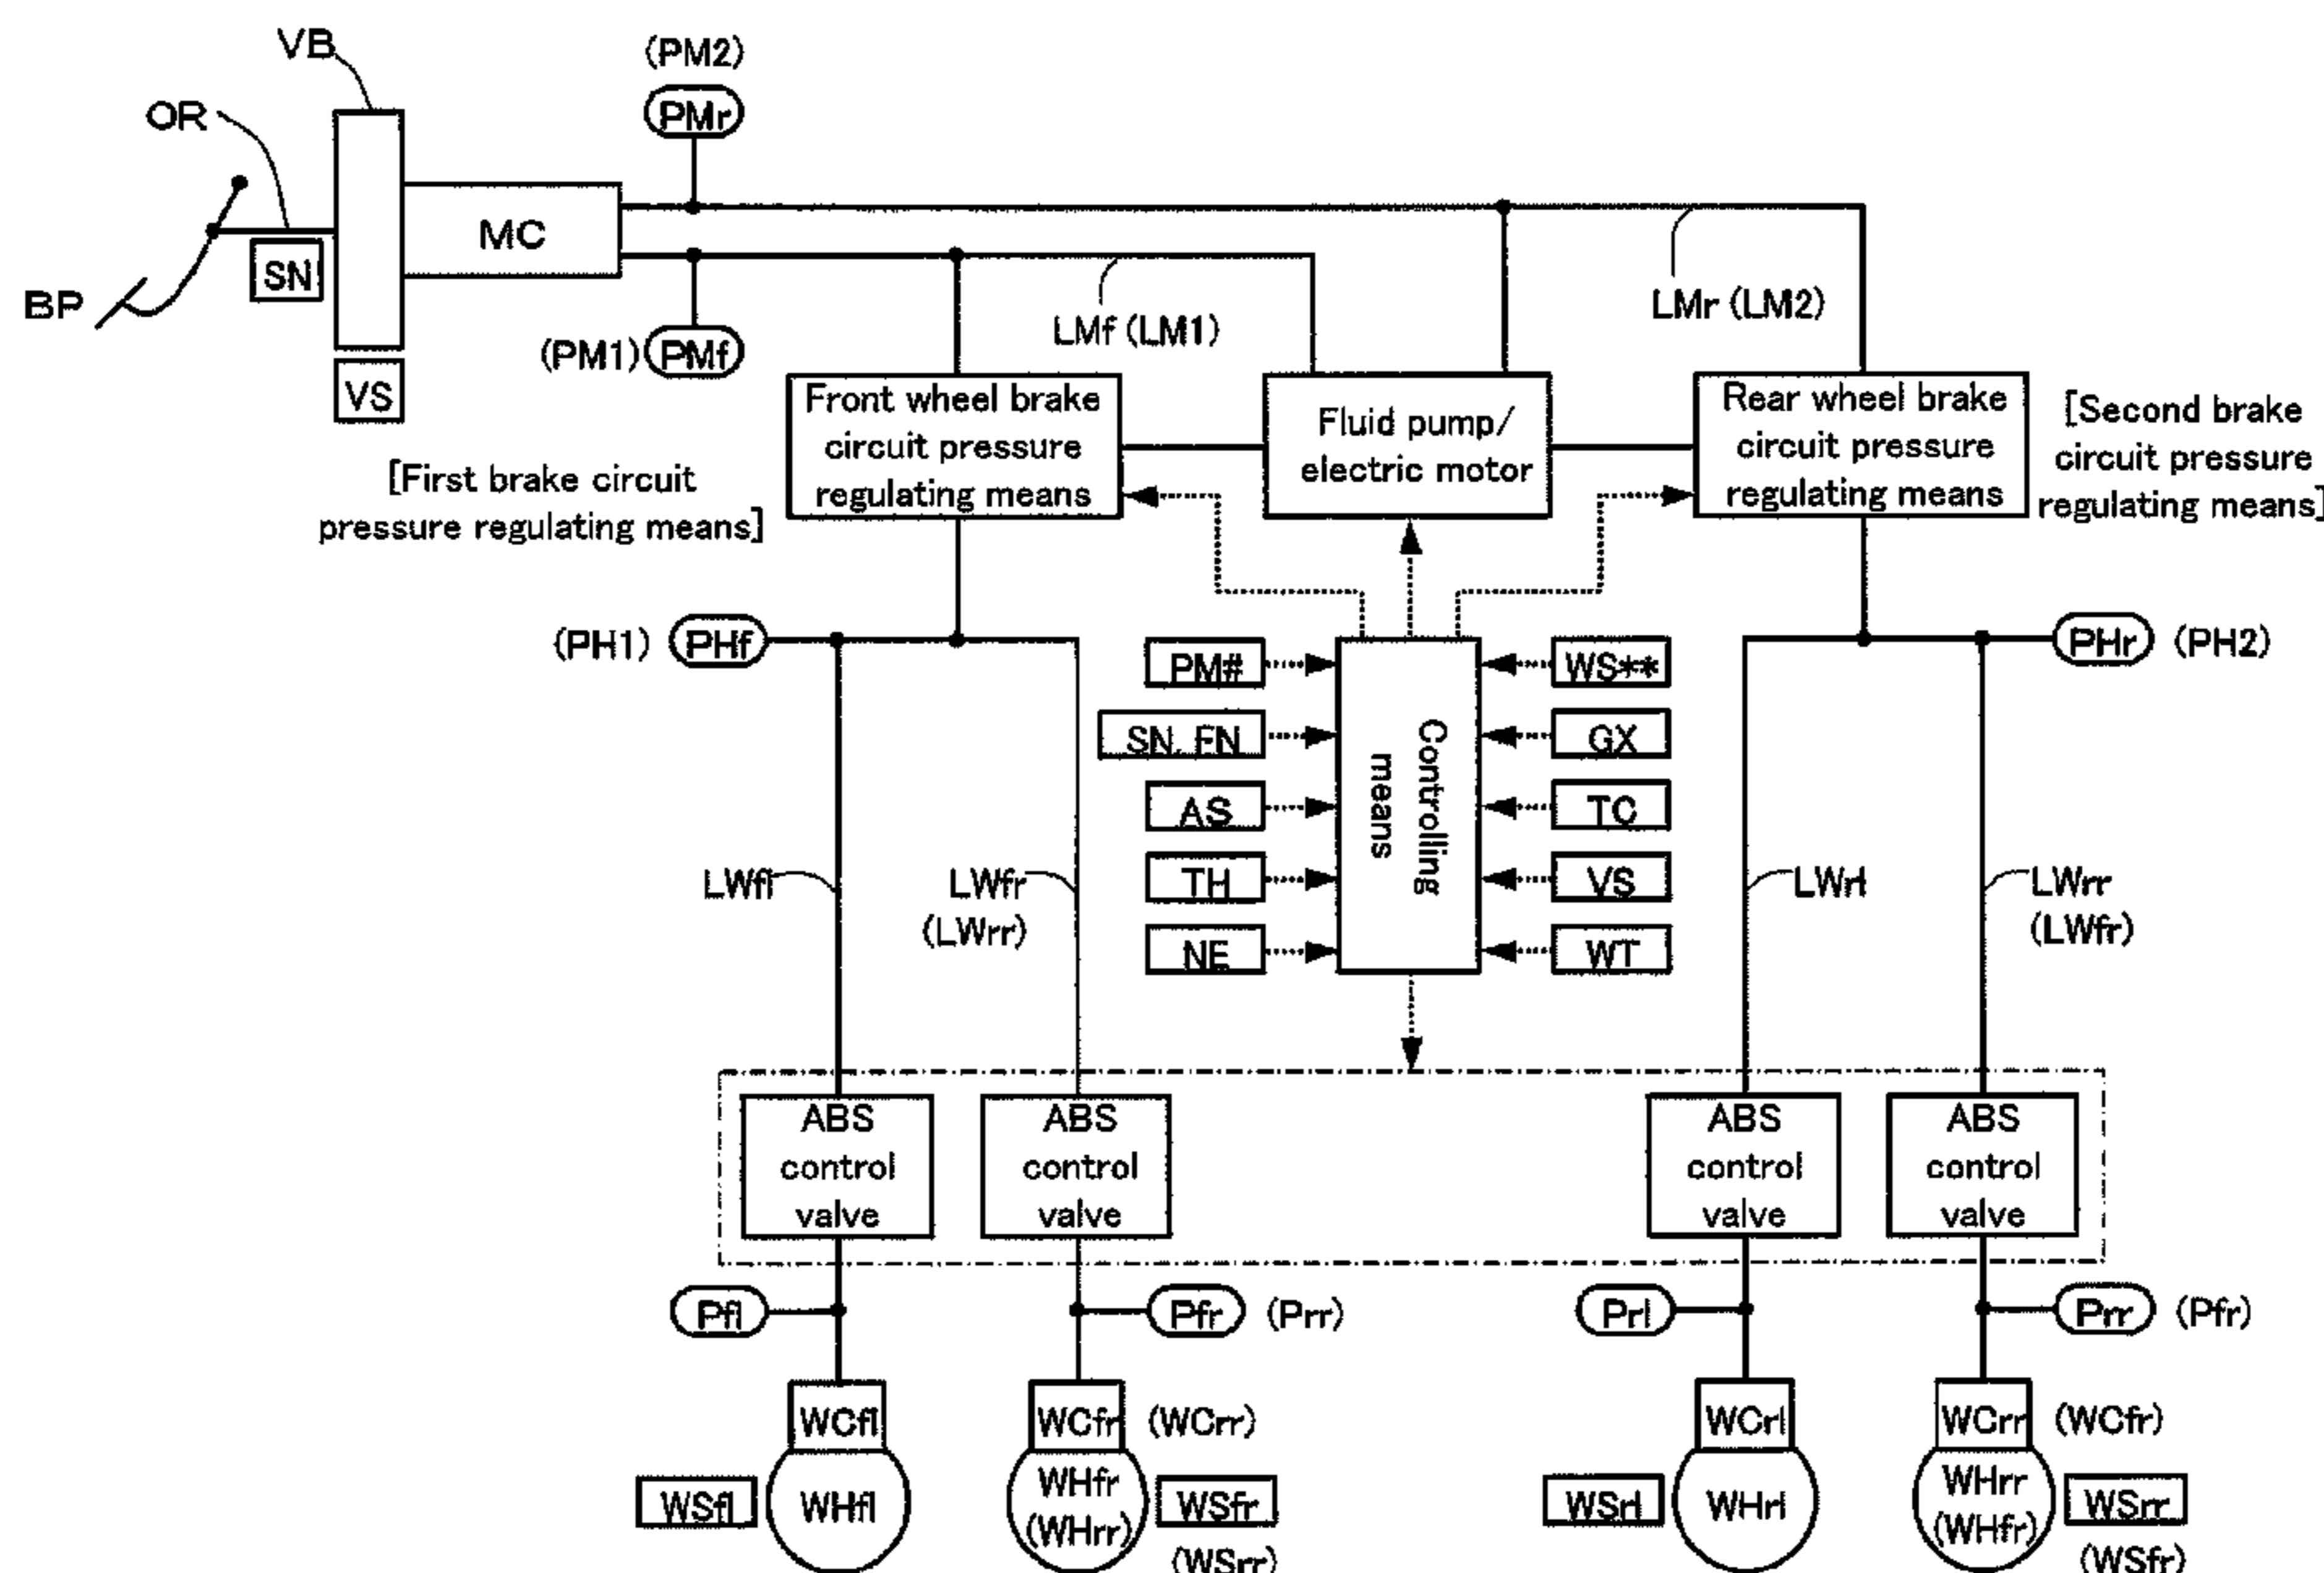 VB
(PM2)
OR
PMr
MC
SN
BP
LMf (LM1)
LMr (LM2)
(PM1) PMf
VS
Front wheel brake
circuit pressure
regulating means
Fluid pump/
electric motor
Rear wheel brake
circuit pressure
regulating means
[Second brake
circuit pressure
regulating means]
[First brake circuit
pressure regulating means]
(PH1) PHf
PHr (PH2)
PM#
SN, FN
AS
TH
NE
Controlling
means
WS**
GX
TC
VS
WT
LWfl
LWfr
(LWrr)
LWrl
LWrr
(LWfr)
ABS
control
valve
ABS
control
valve
ABS
control
valve
ABS
control
valve
Pfl
Pfr (Prr)
Prl
Prr (Pfr)
WCfl
WCfr (WCrr)
WCrl
WCrr (WCfr)
WSfl
WHfl
WHfr
(WHrr)
WSfr
(WSrr)
WSrl
WHrl
WHrr
(WHfr)
WSrr
(WSfr)